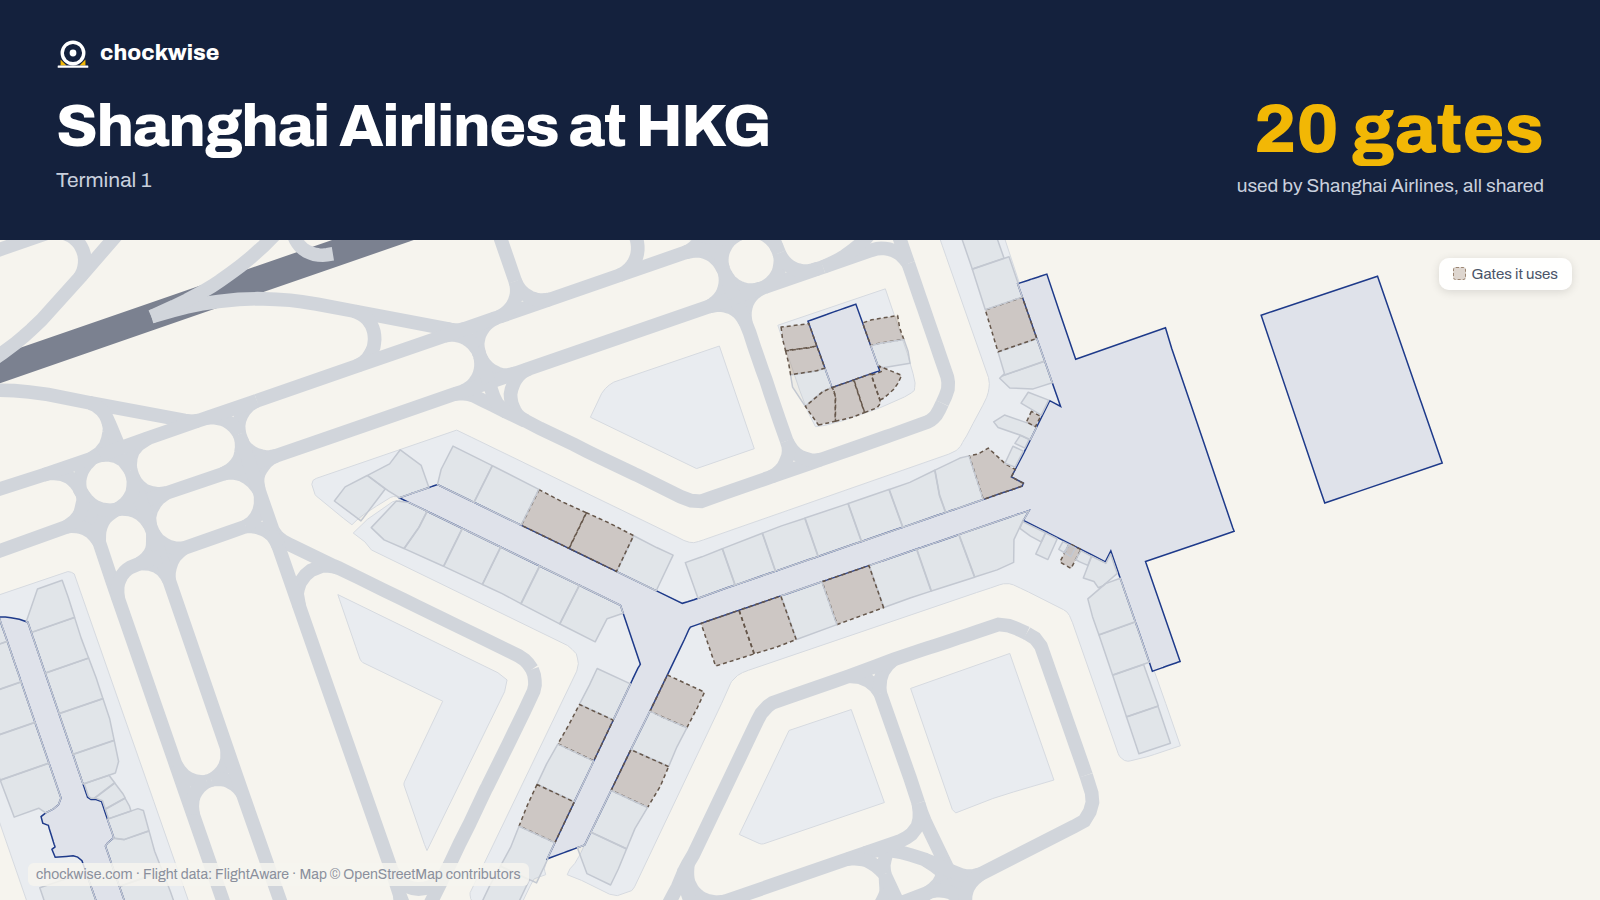 chockwise
Shanghai Airlines at HKG
Terminal 1
20 gates
used by Shanghai Airlines, all shared
Gates it uses
chockwise.com · Flight data: FlightAware · Map © OpenStreetMap contributors